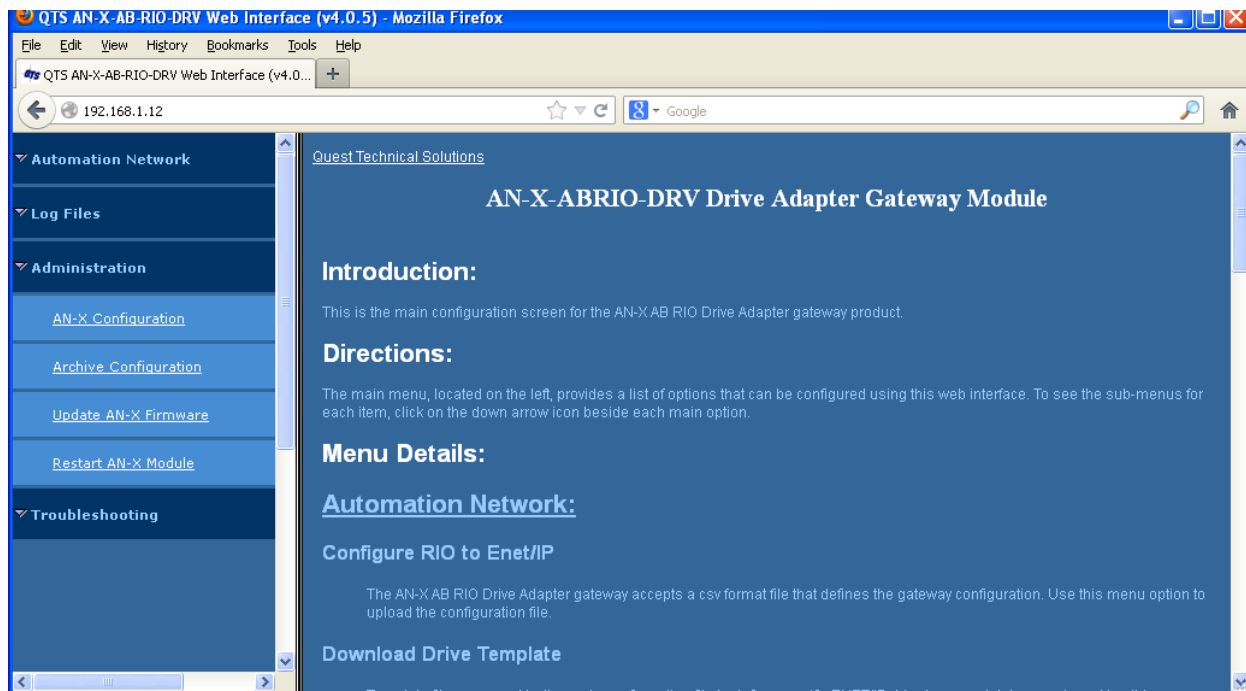 QTS AN-X-AB-RIO-DRV Web Interface (v4.0.5) - Mozilla Firefox
File Edit View History Bookmarks Tools Help
QTS AN-X-AB-RIO-DRV Web Interface (v4.0... +
192.168.1.12
Google
Automation Network
Log Files
Administration
AN-X Configuration
Archive Configuration
Update AN-X Firmware
Restart AN-X Module
Troubleshooting
Quest Technical Solutions
AN-X-ABRIO-DRV Drive Adapter Gateway Module
Introduction:
This is the main configuration screen for the AN-X AB RIO Drive Adapter gateway product.
Directions:
The main menu, located on the left, provides a list of options that can be configured using this web interface. To see the sub-menus for
each item, click on the down arrow icon beside each main option.
Menu Details:
Automation Network:
Configure RIO to Enet/IP
The AN-X AB RIO Drive Adapter gateway accepts a csv format file that defines the gateway configuration. Use this menu option to
upload the configuration file.
Download Drive Template